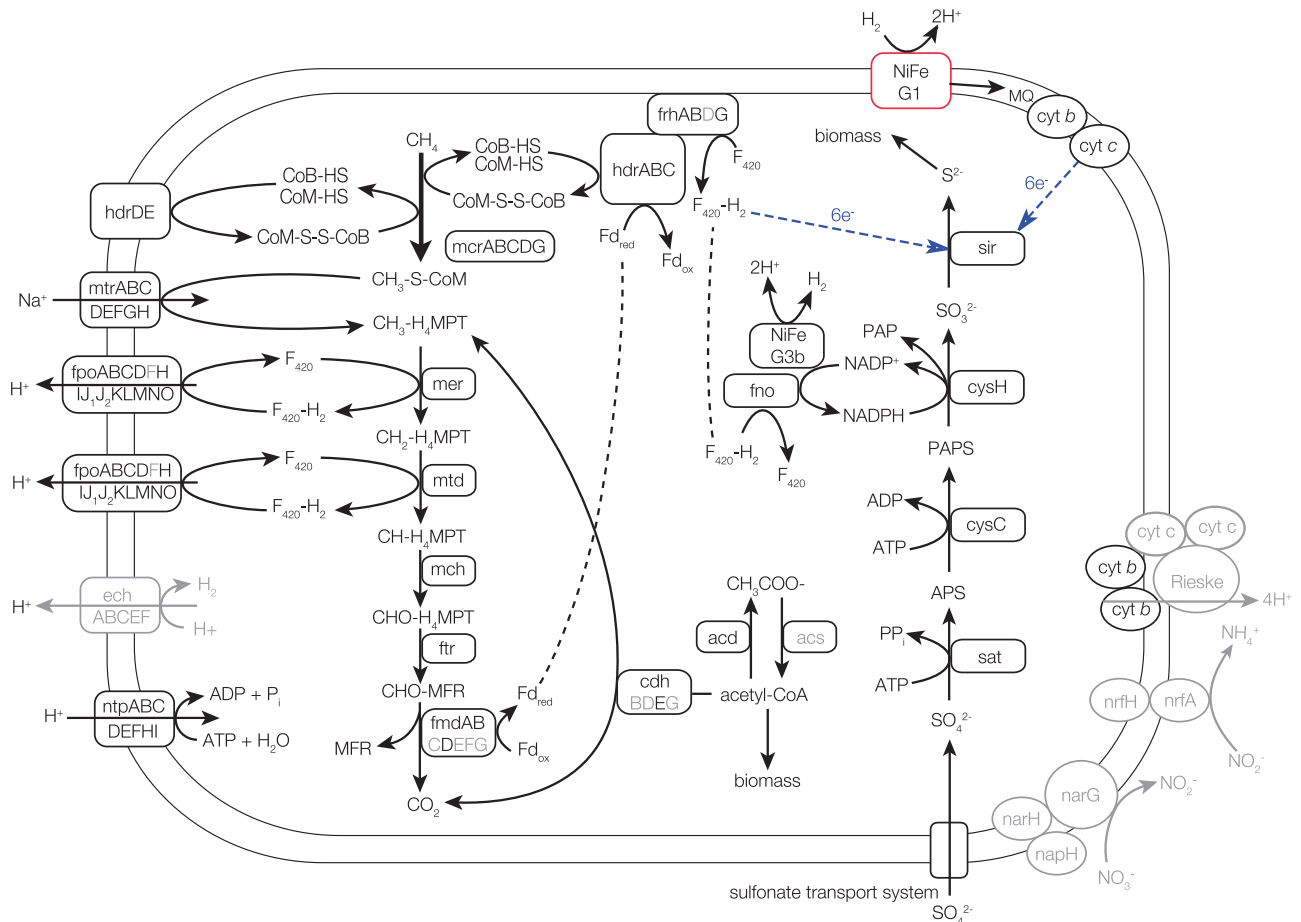 H₂ 2H⁺
NiFe
G1
MQ
cyt b
cyt c
frhABDG
F₄₂₀
biomass
CH₄
CoB-HS
CoM-HS
hdrABC
S²⁻
6e⁻
CoB-HS
CoM-HS
hdrDE
CoM-S-S-CoB
F₄₂₀-H₂
6e⁻
CoM-S-S-CoB
Fd_red
sir
mcrABCDG
Fd_ox
CH₃-S-CoM
2H⁺ H₂
mtrABC
DEFGH
Na⁺
SO₃²⁻
CH₃-H₄MPT
PAP
NiFe
G3b
NADP⁺
fpoABCDFH
IJ₁J₂KLMNO
H⁺
F₄₂₀
mer
fno
cysH
F₄₂₀-H₂
NADPH
CH₂-H₄MPT
PAPS
F₄₂₀-H₂
F₄₂₀
fpoABCDFH
IJ₁J₂KLMNO
H⁺
F₄₂₀
mtd
F₄₂₀-H₂
ADP
cysC
ATP
cyt c
cyt c
CH-H₄MPT
mch
cyt b
Rieske
cyt b
4H⁺
ech
ABCEF
H⁺
H₂
H+
CH₃COO-
APS
CHO-H₄MPT
ftr
acd
acs
PPᵢ
sat
ATP
NH₄⁺
CHO-MFR
cdh
BDEG
acetyl-CoA
nrfH
nrfA
ntpABC
DEFHI
H⁺
ADP + Pᵢ
ATP + H₂O
Fd_red
fmdAB
CDEFG
MFR
Fd_ox
SO₄²⁻
NO₂⁻
biomass
CO₂
narG
NO₂⁻
narH
napH
NO₃⁻
sulfonate transport system
SO₄²⁻